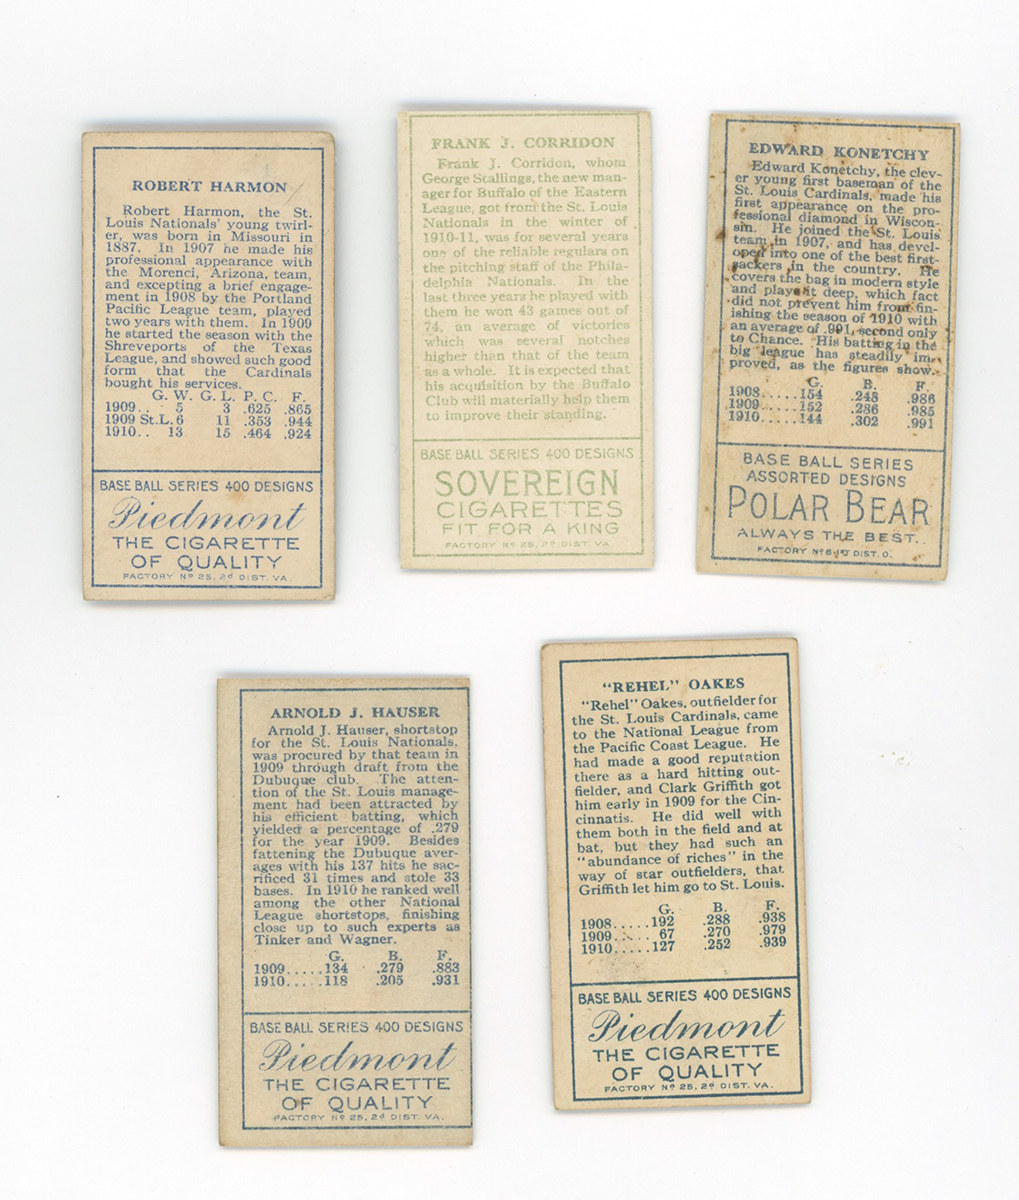 ROBERT HARMON
Robert Harmon, the St.
Louis Nationals' young twirl-
er, was born in Missouri in
1887. In 1907 he made his
professional appearance with
the Morenci, Arizona, team,
and excepting a brief engage-
ment in 1908 by the Portland
Pacific League team, played
two years with them. In 1909
he started the season with the
Shreveports of the Texas
League, and showed such good
form that the Cardinals
bought his services.
G. W. G. L. P. C. F.
1909.. 5 3 .625 .865
1909 St.L. 6 11 .353 .944
1910.. 13 15 .464 .924
BASE BALL SERIES 400 DESIGNS
Piedmont
THE CIGARETTE
OF QUALITY
FACTORY Nº 25, 2d DIST. VA.
FRANK J. CORRIDON
Frank J. Corridon, whom
George Stallings, the new man-
ager for Buffalo of the Eastern
League, got from the St. Louis
Nationals in the winter of
1910-11, was for several years
one of the reliable regulars on
the pitching staff of the Phila-
delphia Nationals. In the
last three years he played with
them he won 43 games out of
74, an average of victories
which was several notches
higher than that of the team
as a whole. It is expected that
his acquisition by the Buffalo
Club will materially help them
to improve their standing.
BASE BALL SERIES 400 DESIGNS
SOVEREIGN
CIGARETTES
FIT FOR A KING
FACTORY Nº 25, 2d DIST. VA.
EDWARD KONETCHY
Edward Konetchy, the clev-
er young first baseman of the
St. Louis Cardinals, made his
first appearance on the pro-
fessional diamond in Wiscon-
sin. He joined the St. Louis
team in 1907, and has devel-
oped into one of the best first-
sackers in the country. He
covers the bag in modern style
and plays it deep, which fact
did not prevent him from fin-
ishing the season of 1910 with
an average of .991, second only
to Chance. His batting in the
big league has steadily im-
proved, as the figures show.
G. B. F.
1908.....154 .248 .986
1909.....152 .286 .985
1910.....144 .302 .991
BASE BALL SERIES
ASSORTED DESIGNS
POLAR BEAR
ALWAYS THE BEST.
FACTORY Nº 6 1ST DIST. O.
ARNOLD J. HAUSER
Arnold J. Hauser, shortstop
for the St. Louis Nationals,
was procured by that team in
1909 through draft from the
Dubuque club. The atten-
tion of the St. Louis manage-
ment had been attracted by
his efficient batting, which
yielded a percentage of .279
for the year 1909. Besides
fattening the Dubuque aver-
ages with his 137 hits he sac-
rificed 31 times and stole 33
bases. In 1910 he ranked well
among the other National
League shortstops, finishing
close up to such experts as
Tinker and Wagner.
G. B. F.
1909.....134 .279 .883
1910.....118 .205 .931
BASE BALL SERIES 400 DESIGNS
Piedmont
THE CIGARETTE
OF QUALITY
FACTORY Nº 25, 2d DIST. VA.
"REHEL" OAKES
"Rehel" Oakes, outfielder for
the St. Louis Cardinals, came
to the National League from
the Pacific Coast League. He
had made a good reputation
there as a hard hitting out-
fielder, and Clark Griffith got
him early in 1909 for the Cin-
cinnatis. He did well with
them both in the field and at
bat, but they had such an
"abundance of riches" in the
way of star outfielders, that
Griffith let him go to St. Louis.
G. B. F.
1908.....192 .288 .938
1909.....67 .270 .979
1910.....127 .252 .939
BASE BALL SERIES 400 DESIGNS
Piedmont
THE CIGARETTE
OF QUALITY
FACTORY Nº 25, 2d DIST. VA.